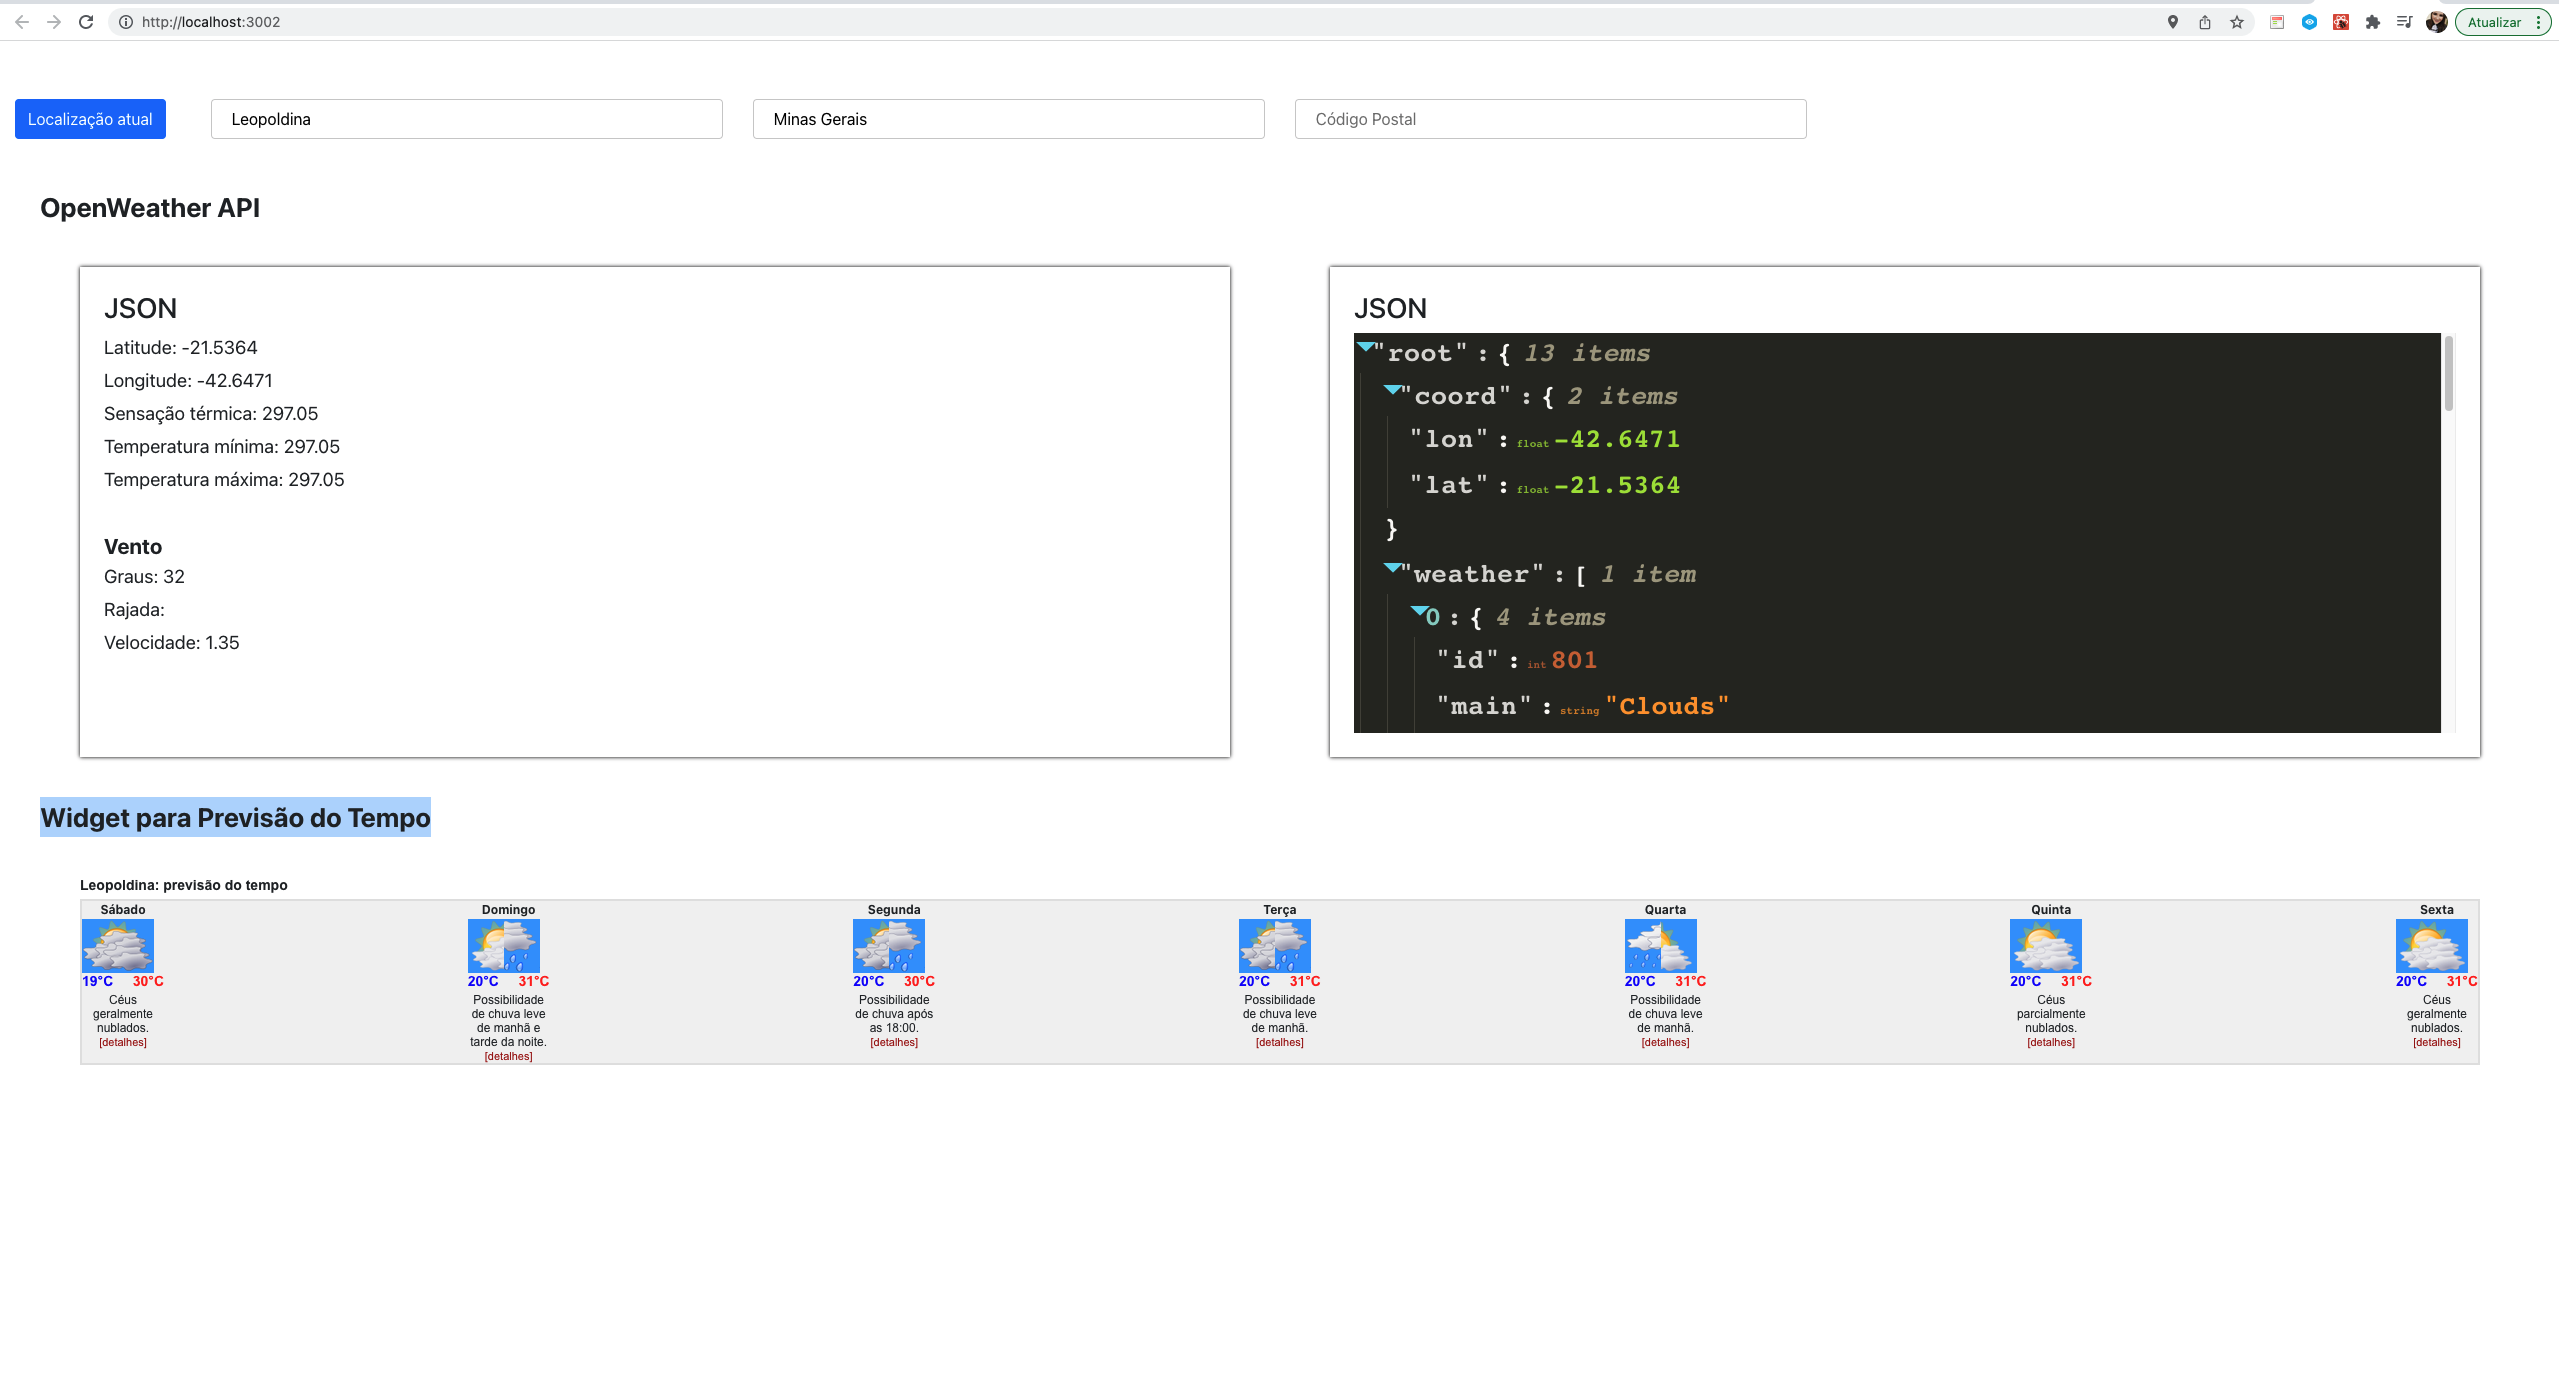 http://localhost:3002
Atualizar
Localização atual
Leopoldina
Minas Gerais
Código Postal
OpenWeather API
JSON
Latitude: -21.5364
Longitude: -42.6471
Sensação térmica: 297.05
Temperatura mínima: 297.05
Temperatura máxima: 297.05
Vento
Graus: 32
Rajada:
Velocidade: 1.35
JSON
"root" : { 13 items
"coord" : { 2 items
"lon" : float -42.6471
"lat" : float -21.5364
}
"weather" : [ 1 item
0 : { 4 items
"id" : int 801
"main" : string "Clouds"
Widget para Previsão do Tempo
Leopoldina: previsão do tempo
Sábado
19°C 30°C
Céus
geralmente
nublados.
[detalhes]
Domingo
20°C 31°C
Possibilidade
de chuva leve
de manhã e
tarde da noite.
[detalhes]
Segunda
20°C 30°C
Possibilidade
de chuva após
as 18:00.
[detalhes]
Terça
20°C 31°C
Possibilidade
de chuva leve
de manhã.
[detalhes]
Quarta
20°C 31°C
Possibilidade
de chuva leve
de manhã.
[detalhes]
Quinta
20°C 31°C
Céus
parcialmente
nublados.
[detalhes]
Sexta
20°C 31°C
Céus
geralmente
nublados.
[detalhes]